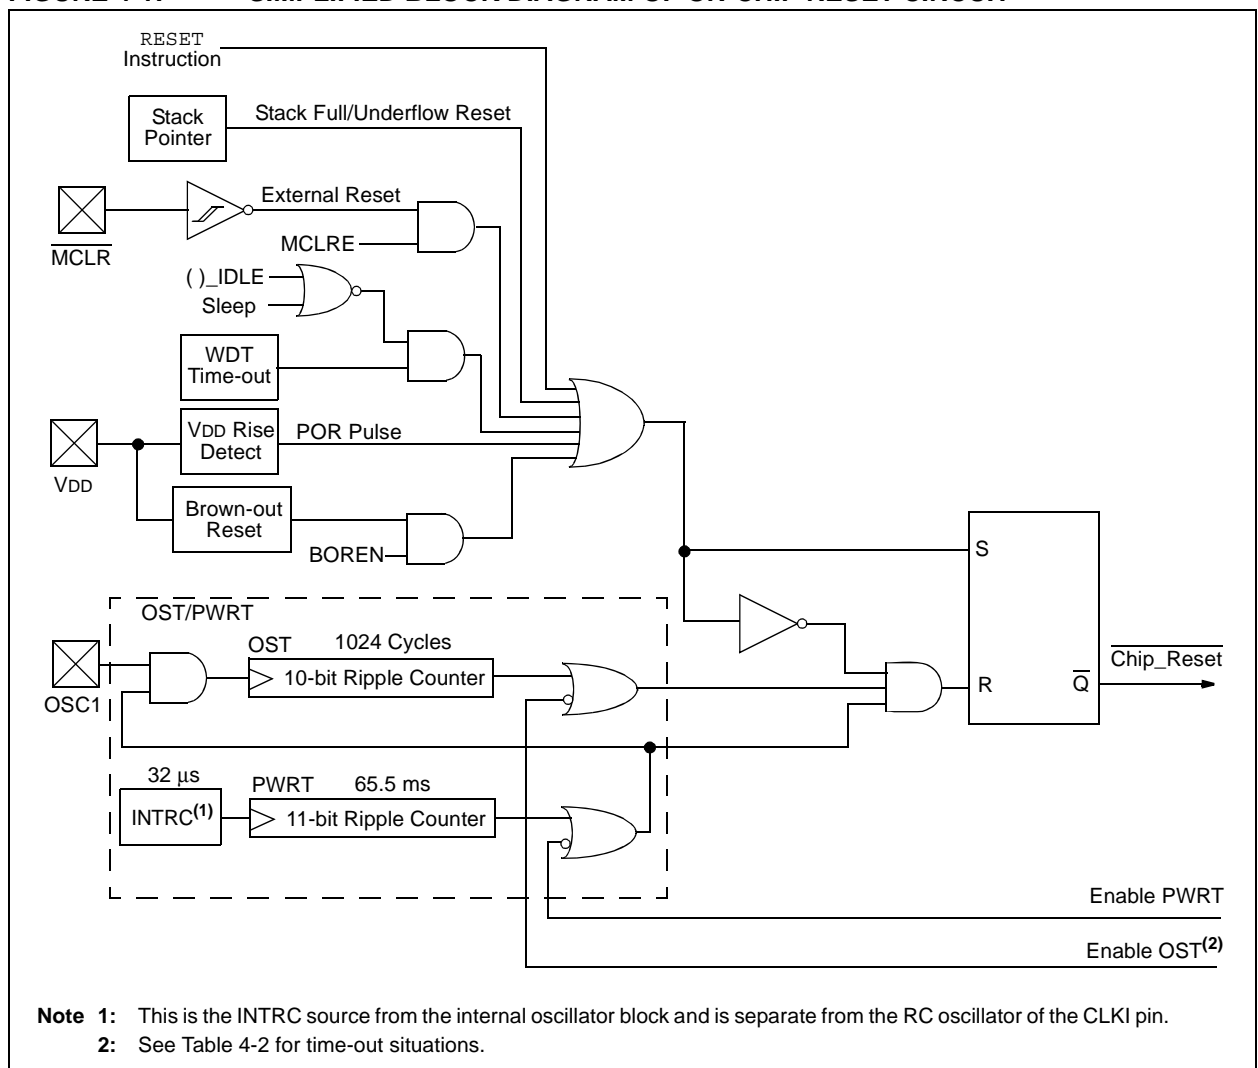 RESET
Instruction
Stack
Pointer
Stack Full/Underflow Reset
External Reset
MCLR
MCLRE
( )_IDLE
Sleep
WDT
Time-out
VDD Rise
Detect
POR Pulse
VDD
Brown-out
Reset
BOREN
S
OST/PWRT
OST
1024 Cycles
10-bit Ripple Counter
OSC1
Chip_Reset
R
Q
32 μs
PWRT
65.5 ms
INTRC(1)
11-bit Ripple Counter
Enable PWRT
Enable OST(2)
Note 1: This is the INTRC source from the internal oscillator block and is separate from the RC oscillator of the CLKI pin.
2: See Table 4-2 for time-out situations.